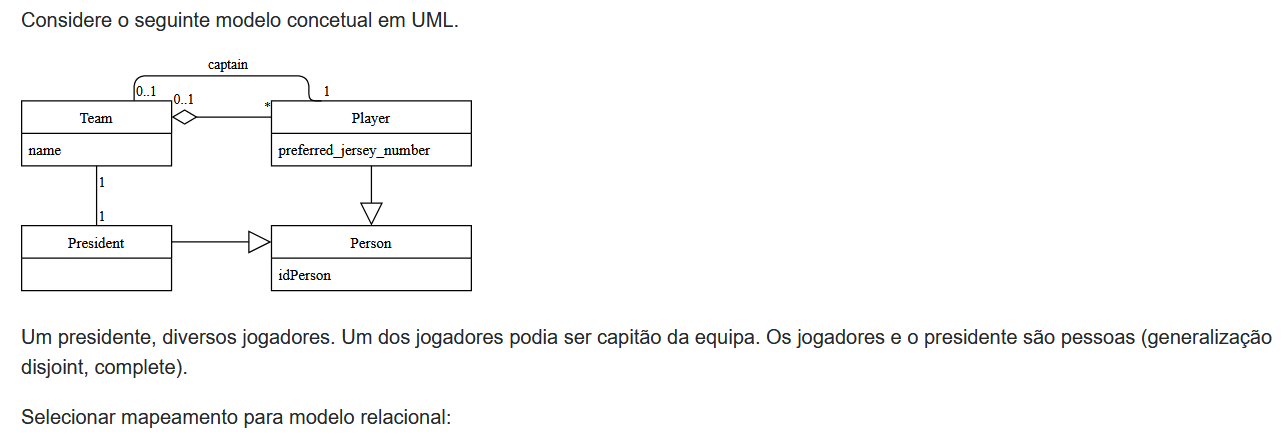 Considere o seguinte modelo concetual em UML.
captain
0..1
1
0..1
*
Team
Player
name
preferred_jersey_number
1
1
President
Person
idPerson
Um presidente, diversos jogadores. Um dos jogadores podia ser capitão da equipa. Os jogadores e o presidente são pessoas (generalização
disjoint, complete).
Selecionar mapeamento para modelo relacional: